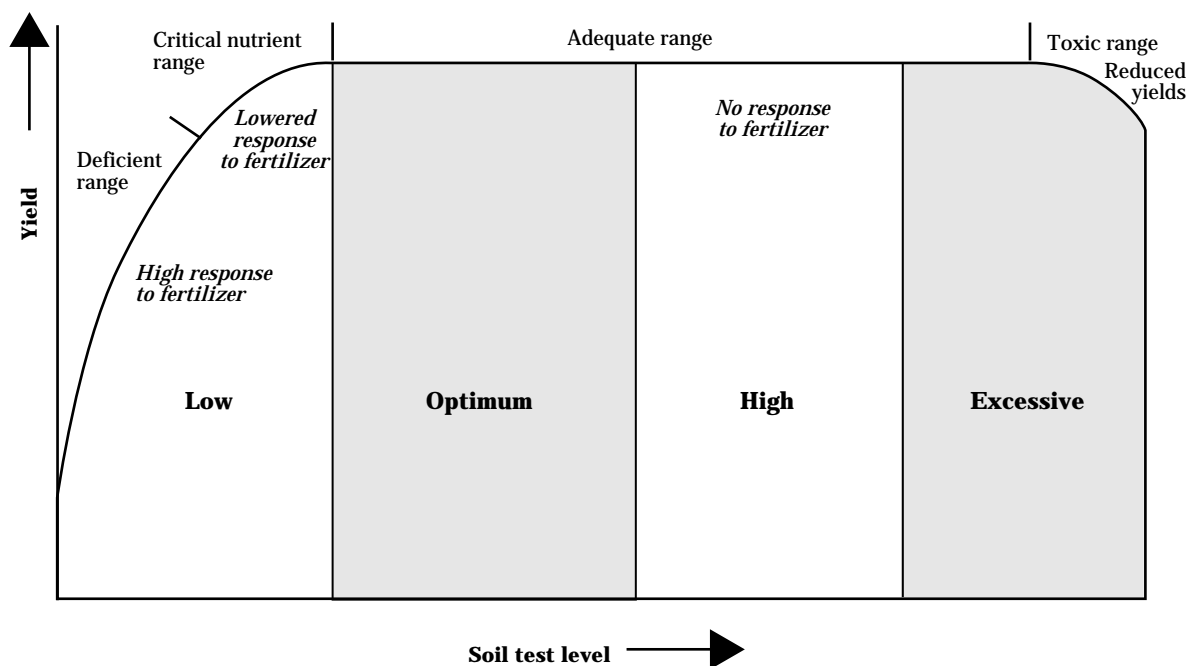 Critical nutrient
range
Adequate range
Toxic range
Reduced
yields
Lowered
response
to fertilizer
No response
to fertilizer
Deficient
range
Yield
High response
to fertilizer
Low
Optimum
High
Excessive
Soil test level